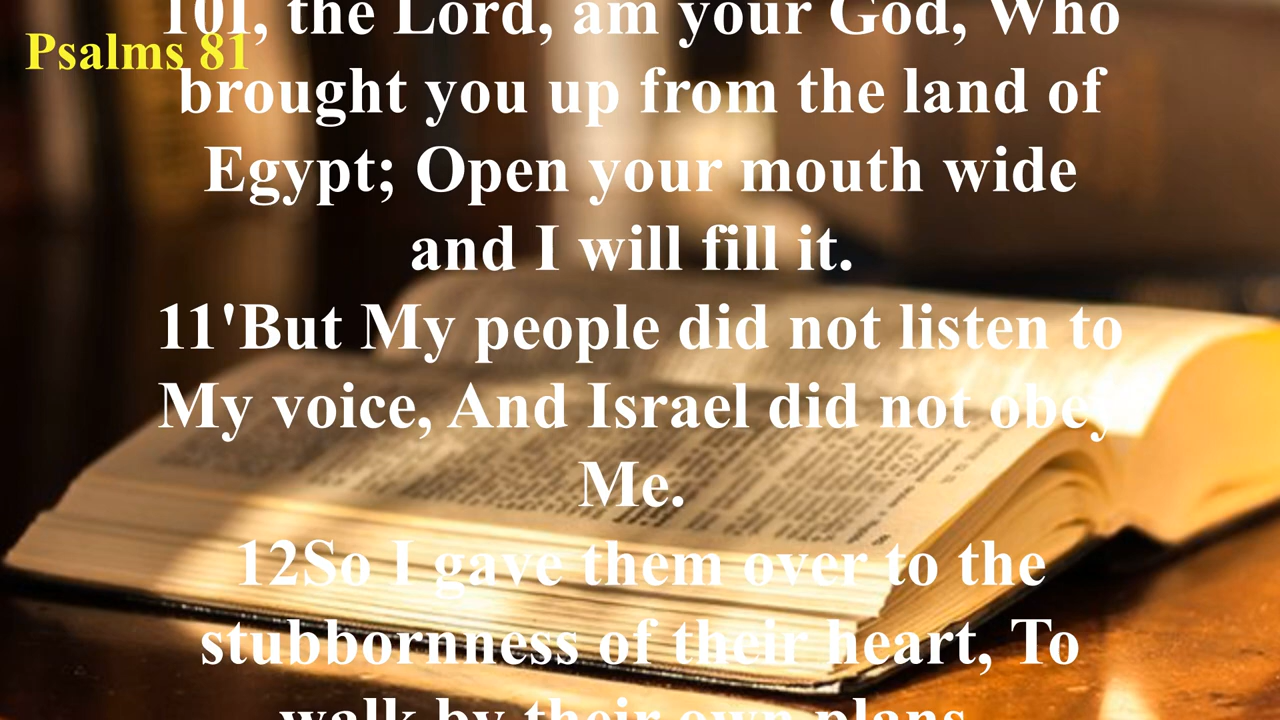 10I, the Lord, am your God, Who
Psalms 81
brought you up from the land of
Egypt; Open your mouth wide
and I will fill it.
11'But My people did not listen to
My voice, And Israel did not obey
Me.
12So I gave them over to the
stubbornness of their heart, To
walk by their own plans.